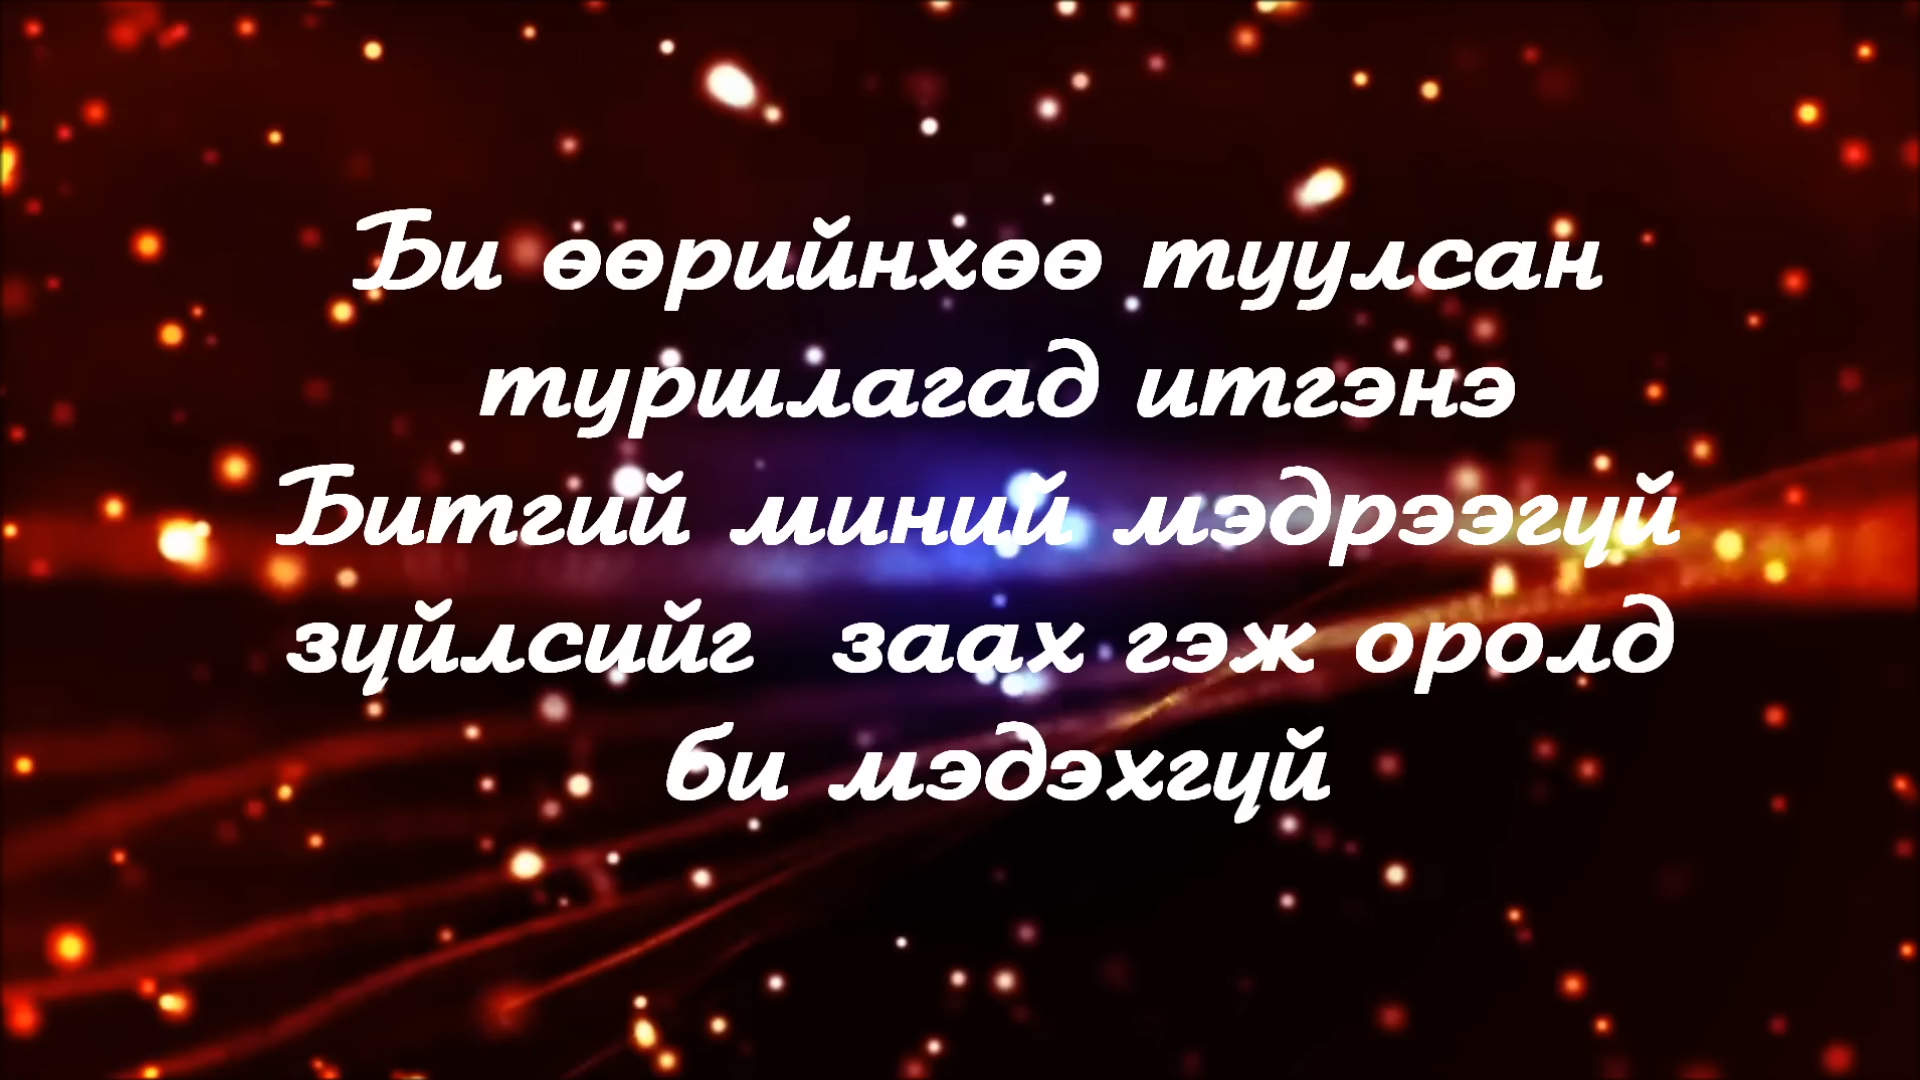 Би өөрийнхөө туулсан
туршлагад итгэнэ
Битгий миний мэдрээгүй
зүйлсийг заах гэж оролд
би мэдэхгүй